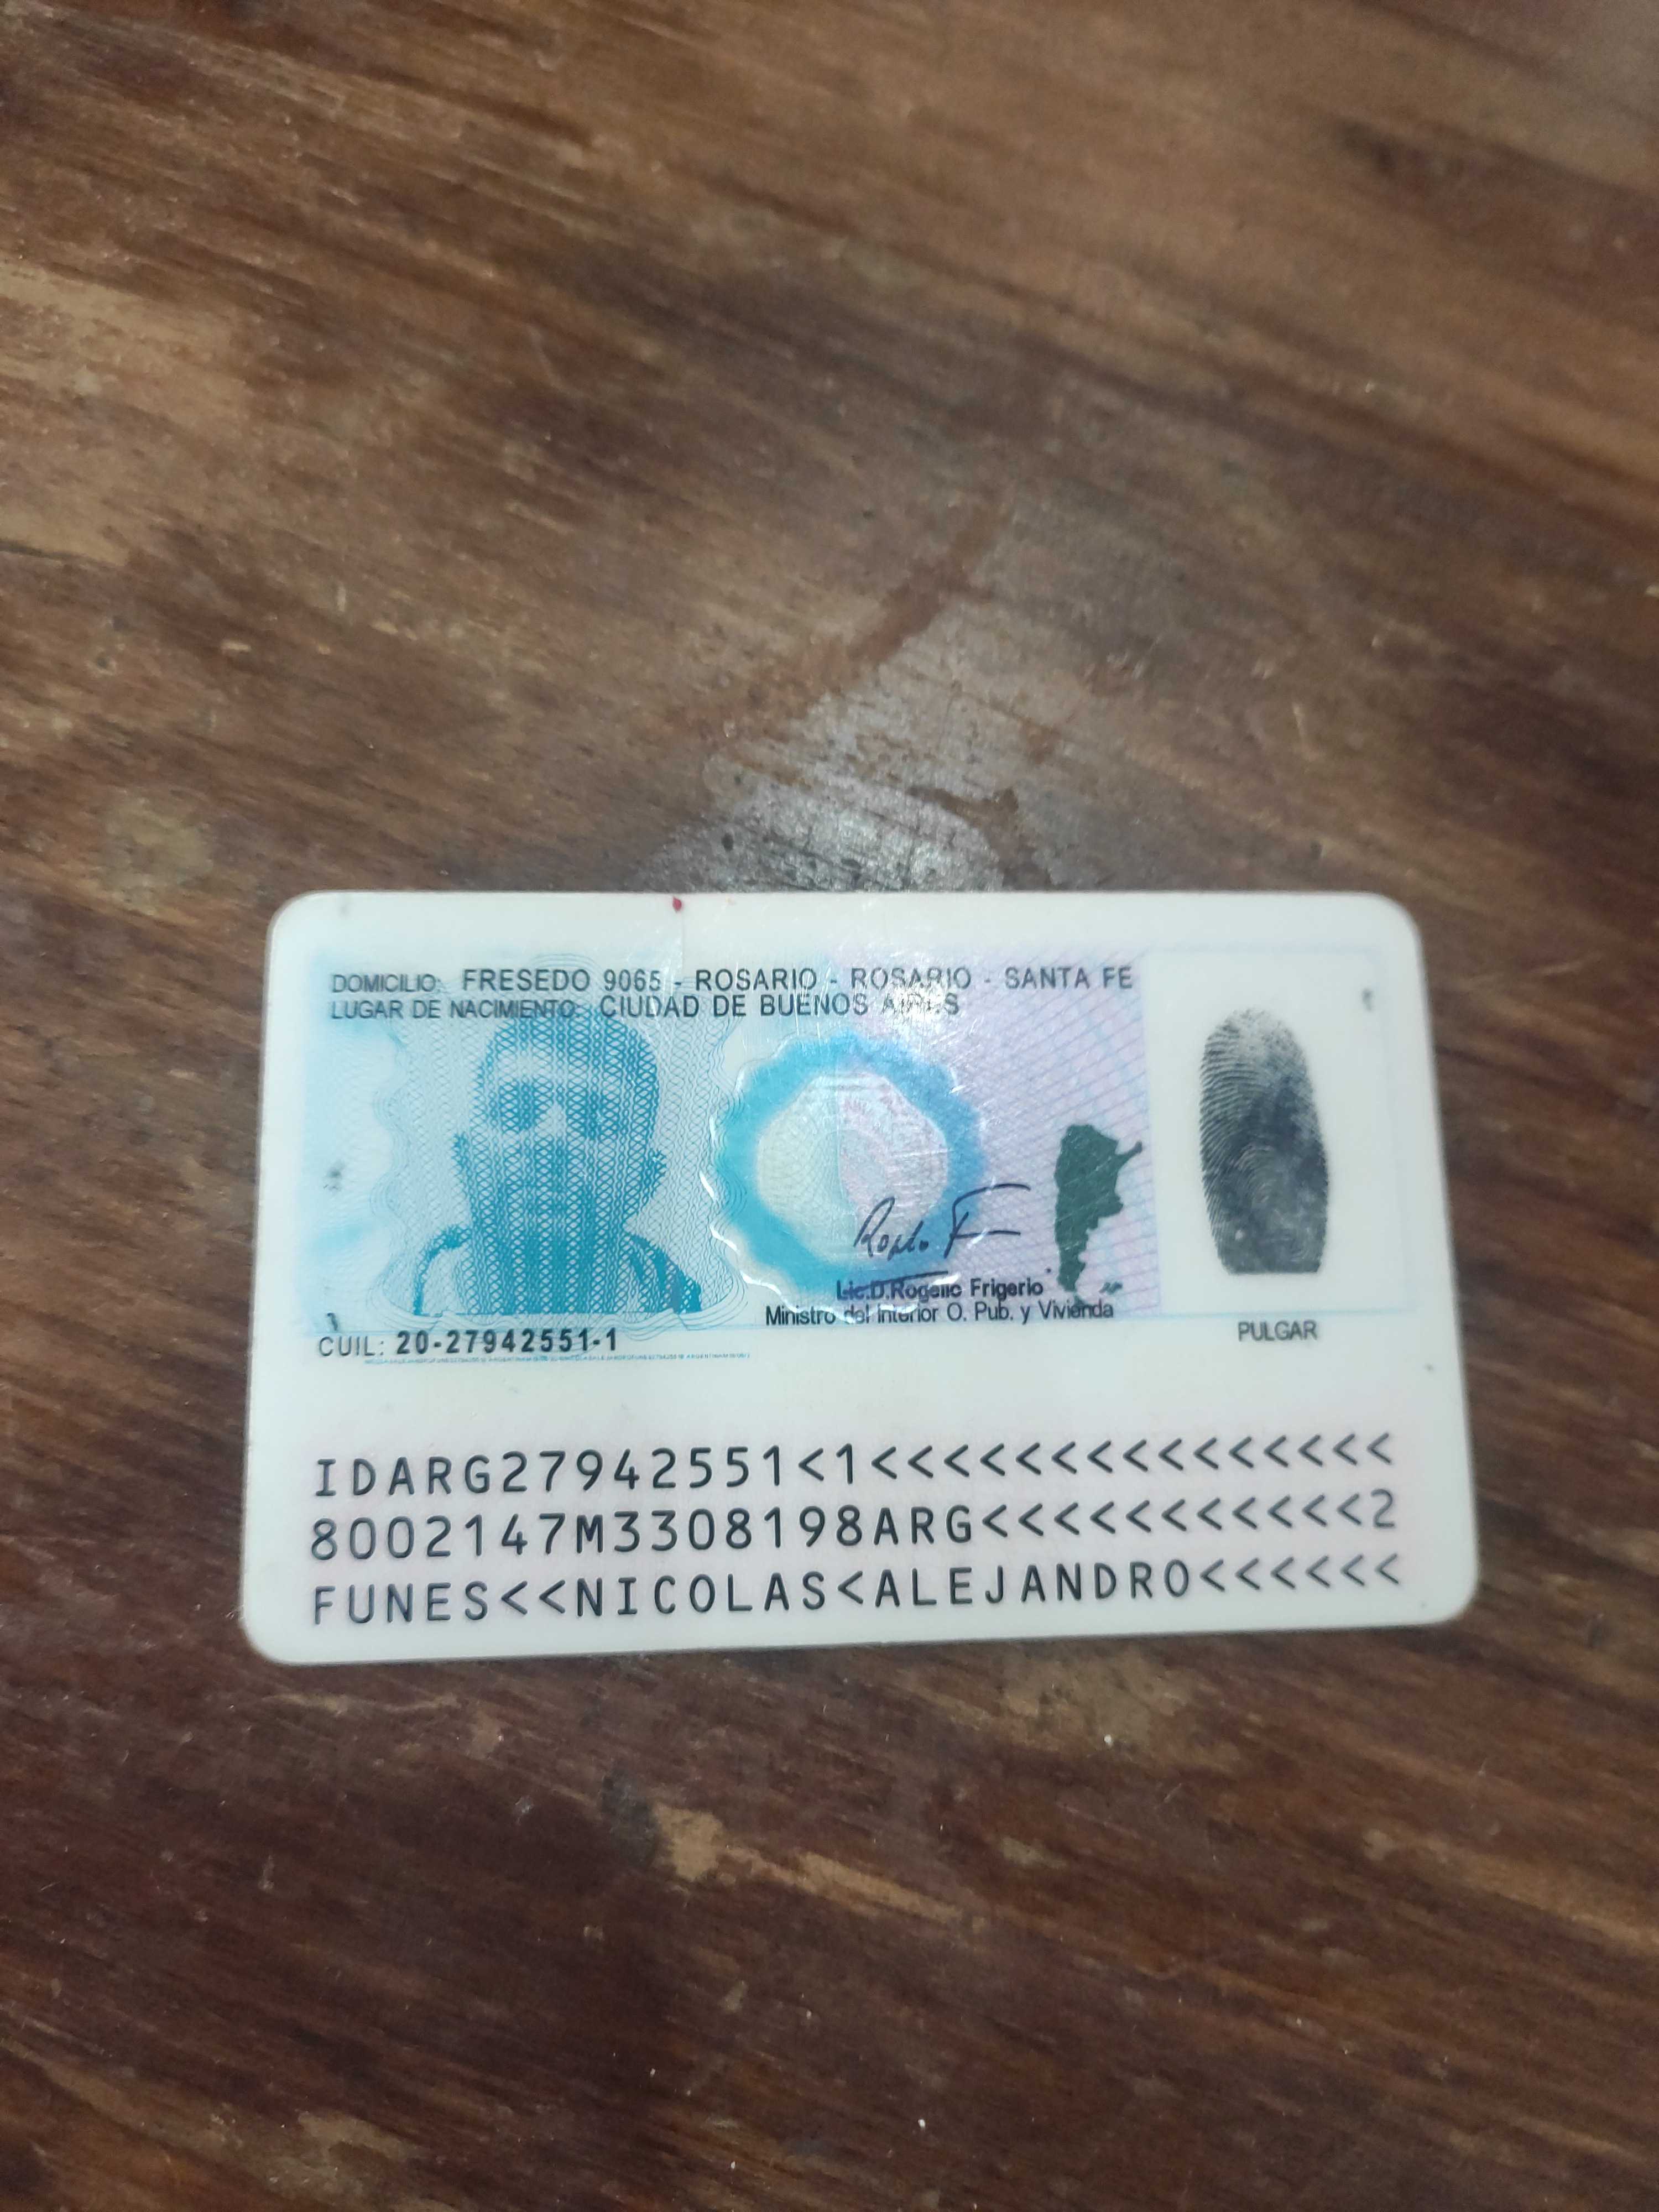 DOMICILIO: FRESEDO 9065 - ROSARIO - ROSARIO - SANTA FE
LUGAR DE NACIMIENTO: CIUDAD DE BUENOS AIRES
Lic.D.Rogelio Frigerio
Ministro del Interior O. Pub. y Vivienda
PULGAR
CUIL: 20-27942551-1
IDARG27942551<1<<<<<<<<<<<<<<<
8002147M3308198ARG<<<<<<<<<<<2
FUNES<<NICOLAS<ALEJANDRO<<<<<<